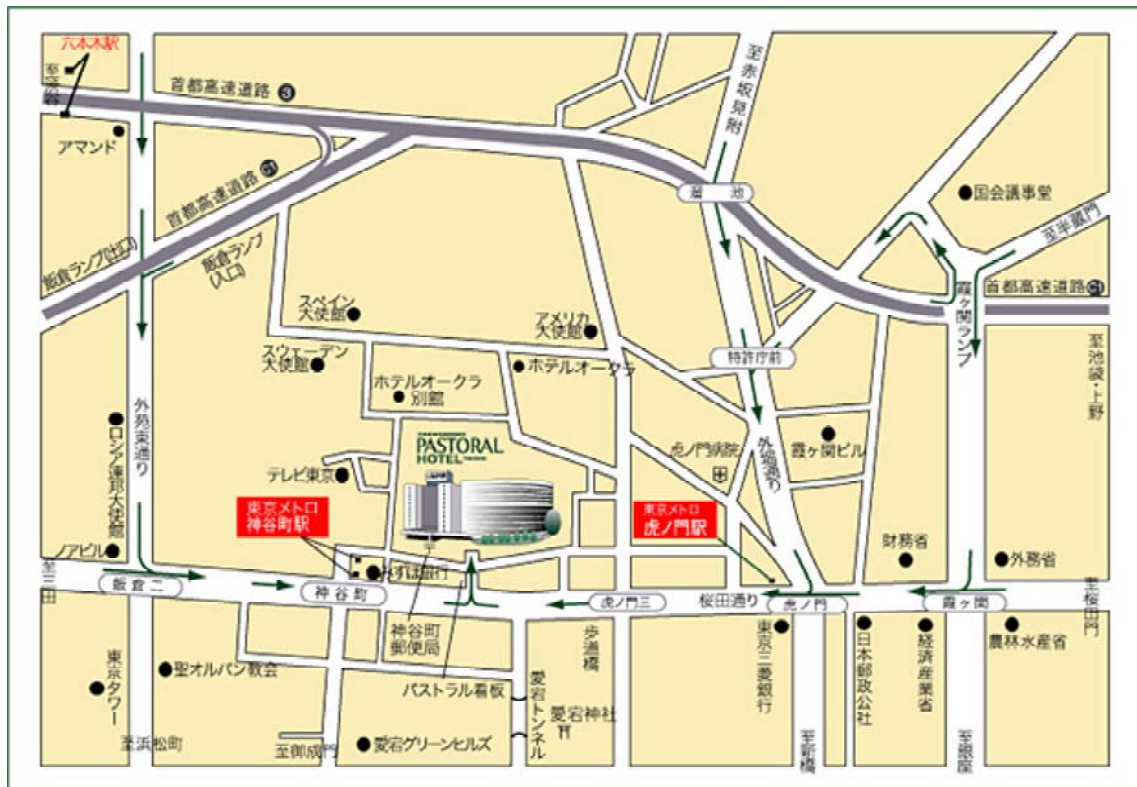 六本木駅
首都高速道路 3
アマンド
至赤坂見附
首都高速道路 C1
飯倉ランプ(出口)
飯倉ランプ
(入口)
溜池
国会議事堂
至半蔵門
首都高速道路 C1
霞ヶ関ランプ
至池袋・上野
スペイン
大使館
アメリカ
大使館
特許庁前
スウェーデン
大使館
ホテルオークラ
別館
ホテルオークラ
外苑東通り
ロシア連邦大使館
PASTORAL
HOTEL
テレビ東京
虎ノ門病院
外堀通り
霞ヶ関ビル
東京メトロ
神谷町駅
東京メトロ
虎ノ門駅
財務省
外務省
ノアビル
至三田
飯倉二
神谷町
みずほ銀行
虎ノ門三
桜田通り
虎ノ門
霞ヶ関
至桜田門
神谷町
郵便局
歩道橋
東京三菱銀行
日本郵政公社
経済産業省
農林水産省
東京タワー
聖オルバン教会
パストラル看板
愛宕トンネル
愛宕神社
至浜松町
至御成門
愛宕グリーンヒルズ
至新橋
至銀座